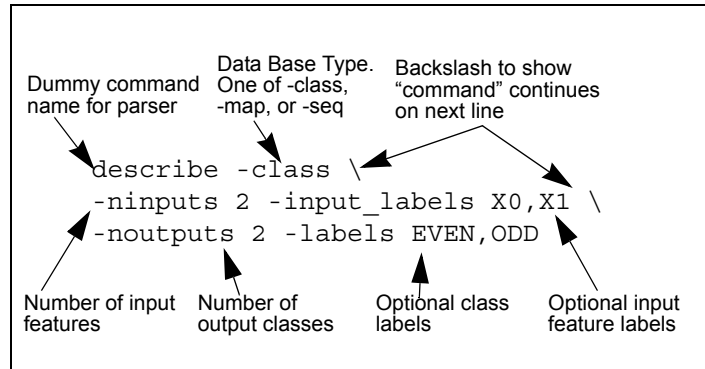 Dummy command
name for parser
Data Base Type.
One of -class,
-map, or -seq
Backslash to show
“command” continues
on next line
describe -class \
-ninputs 2 -input_labels X0,X1 \
-noutputs 2 -labels EVEN,ODD
Number of input
features
Number of
output classes
Optional class
labels
Optional input
feature labels